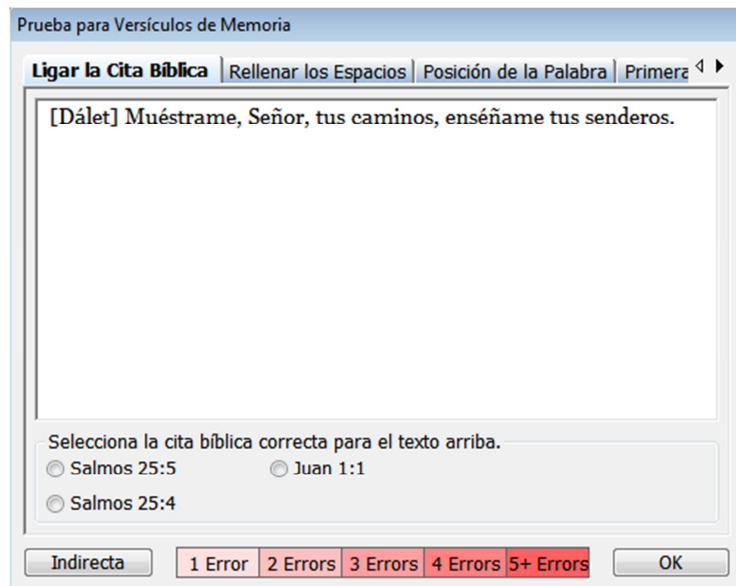 Prueba para Versículos de Memoria
Ligar la Cita Bíblica Rellenar los Espacios Posición de la Palabra Primera
[Dálet] Muéstrame, Señor, tus caminos, enséñame tus senderos.
Selecciona la cita bíblica correcta para el texto arriba.
Salmos 25:5 Juan 1:1
Salmos 25:4
Indirecta 1 Error 2 Errors 3 Errors 4 Errors 5+ Errors OK